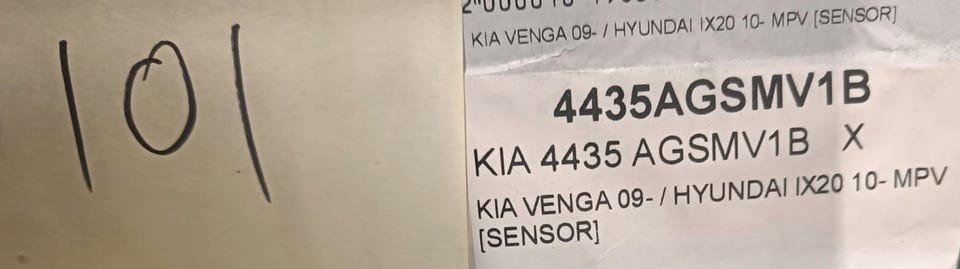 101
KIA VENGA 09- / HYUNDAI IX20 10- MPV [SENSOR]
4435AGSMV1B
KIA 4435 AGSMV1B X
KIA VENGA 09- / HYUNDAI IX20 10- MPV
[SENSOR]